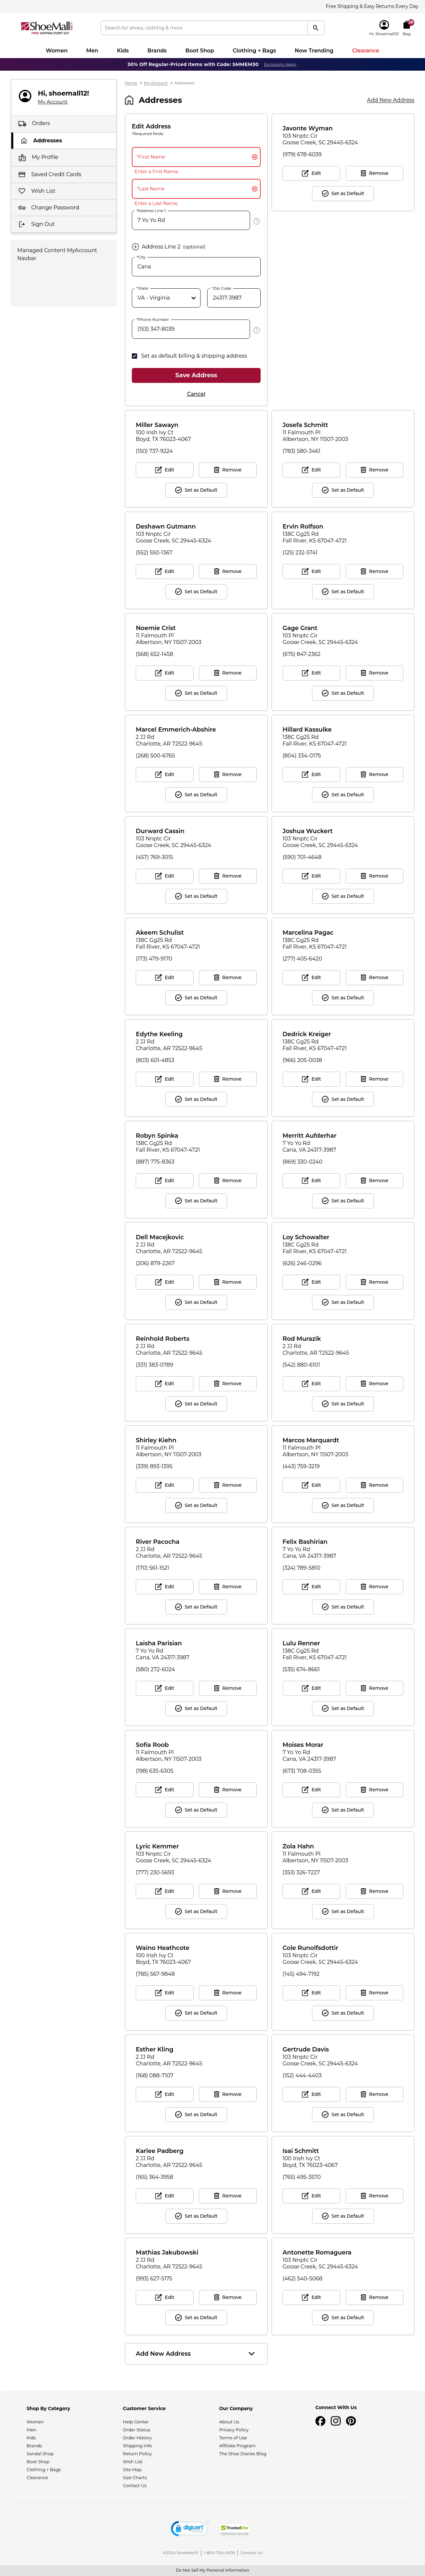 Free Shipping & Easy Returns Every Day
ShoeMall
FREE SHIPPING EVERY DAY
Search for shoes, clothing & more
Hi, shoemall12!
Bag
Women
Men
Kids
Brands
Boot Shop
Clothing + Bags
Now Trending
Clearance
30% Off Regular-Priced Items with Code: SMMEM30
Exclusions Apply
Hi, shoemall12!
My Account
Orders
Addresses
My Profile
Saved Credit Cards
Wish List
Change Password
Sign Out
Managed Content MyAccount
Navbar
Home
My Account
Addresses
Addresses
Add New Address
Edit Address
*Required fields
*First Name
Enter a First Name.
*Last Name
Enter a Last Name.
*Address Line 1
7 Yo Yo Rd
Address Line 2 (optional)
*City
Cana
*State
VA - Virginia
*Zip Code
24317-3987
*Phone Number
(153) 347-8039
Set as default billing & shipping address
Save Address
Cancel
Javonte Wyman
103 Nnptc Cir
Goose Creek, SC 29445-6324
(979) 678-6039
Edit
Remove
Set as Default
Miller Sawayn
100 Irish Ivy Ct
Boyd, TX 76023-4067
(150) 737-9224
Edit
Remove
Set as Default
Josefa Schmitt
11 Falmouth Pl
Albertson, NY 11507-2003
(783) 580-3461
Edit
Remove
Set as Default
Deshawn Gutmann
103 Nnptc Cir
Goose Creek, SC 29445-6324
(552) 550-1367
Edit
Remove
Set as Default
Ervin Rolfson
138C Gg25 Rd
Fall River, KS 67047-4721
(125) 232-5741
Edit
Remove
Set as Default
Noemie Crist
11 Falmouth Pl
Albertson, NY 11507-2003
(568) 652-1458
Edit
Remove
Set as Default
Gage Grant
103 Nnptc Cir
Goose Creek, SC 29445-6324
(675) 847-2362
Edit
Remove
Set as Default
Marcel Emmerich-Abshire
2 JJ Rd
Charlotte, AR 72522-9645
(268) 500-6765
Edit
Remove
Set as Default
Hillard Kassulke
138C Gg25 Rd
Fall River, KS 67047-4721
(804) 334-0175
Edit
Remove
Set as Default
Durward Cassin
103 Nnptc Cir
Goose Creek, SC 29445-6324
(457) 769-3015
Edit
Remove
Set as Default
Joshua Wuckert
103 Nnptc Cir
Goose Creek, SC 29445-6324
(590) 701-4648
Edit
Remove
Set as Default
Akeem Schulist
138C Gg25 Rd
Fall River, KS 67047-4721
(173) 479-9170
Edit
Remove
Set as Default
Marcelina Pagac
138C Gg25 Rd
Fall River, KS 67047-4721
(277) 405-6420
Edit
Remove
Set as Default
Edythe Keeling
2 JJ Rd
Charlotte, AR 72522-9645
(803) 601-4853
Edit
Remove
Set as Default
Dedrick Kreiger
138C Gg25 Rd
Fall River, KS 67047-4721
(966) 205-0038
Edit
Remove
Set as Default
Robyn Spinka
138C Gg25 Rd
Fall River, KS 67047-4721
(887) 775-8363
Edit
Remove
Set as Default
Merritt Aufderhar
7 Yo Yo Rd
Cana, VA 24317-3987
(869) 330-0240
Edit
Remove
Set as Default
Dell Macejkovic
2 JJ Rd
Charlotte, AR 72522-9645
(206) 879-2267
Edit
Remove
Set as Default
Loy Schowalter
138C Gg25 Rd
Fall River, KS 67047-4721
(626) 246-0296
Edit
Remove
Set as Default
Reinhold Roberts
2 JJ Rd
Charlotte, AR 72522-9645
(331) 383-0789
Edit
Remove
Set as Default
Rod Murazik
2 JJ Rd
Charlotte, AR 72522-9645
(542) 880-6101
Edit
Remove
Set as Default
Shirley Kiehn
11 Falmouth Pl
Albertson, NY 11507-2003
(339) 893-1395
Edit
Remove
Set as Default
Marcos Marquardt
11 Falmouth Pl
Albertson, NY 11507-2003
(443) 759-3219
Edit
Remove
Set as Default
River Pacocha
2 JJ Rd
Charlotte, AR 72522-9645
(170) 561-1521
Edit
Remove
Set as Default
Felix Bashirian
7 Yo Yo Rd
Cana, VA 24317-3987
(324) 789-5810
Edit
Remove
Set as Default
Laisha Parisian
7 Yo Yo Rd
Cana, VA 24317-3987
(580) 272-6024
Edit
Remove
Set as Default
Lulu Renner
138C Gg25 Rd
Fall River, KS 67047-4721
(535) 674-8661
Edit
Remove
Set as Default
Sofia Roob
11 Falmouth Pl
Albertson, NY 11507-2003
(198) 635-6305
Edit
Remove
Set as Default
Moises Morar
7 Yo Yo Rd
Cana, VA 24317-3987
(673) 708-0355
Edit
Remove
Set as Default
Lyric Kemmer
103 Nnptc Cir
Goose Creek, SC 29445-6324
(777) 230-5693
Edit
Remove
Set as Default
Zola Hahn
11 Falmouth Pl
Albertson, NY 11507-2003
(353) 326-7227
Edit
Remove
Set as Default
Waino Heathcote
100 Irish Ivy Ct
Boyd, TX 76023-4067
(785) 567-9848
Edit
Remove
Set as Default
Cole Runolfsdottir
103 Nnptc Cir
Goose Creek, SC 29445-6324
(145) 494-7192
Edit
Remove
Set as Default
Esther Kling
2 JJ Rd
Charlotte, AR 72522-9645
(168) 088-7107
Edit
Remove
Set as Default
Gertrude Davis
103 Nnptc Cir
Goose Creek, SC 29445-6324
(152) 444-4403
Edit
Remove
Set as Default
Karlee Padberg
2 JJ Rd
Charlotte, AR 72522-9645
(165) 364-3958
Edit
Remove
Set as Default
Isai Schmitt
100 Irish Ivy Ct
Boyd, TX 76023-4067
(765) 495-3570
Edit
Remove
Set as Default
Mathias Jakubowski
2 JJ Rd
Charlotte, AR 72522-9645
(993) 627-5175
Edit
Remove
Set as Default
Antonette Romaguera
103 Nnptc Cir
Goose Creek, SC 29445-6324
(462) 540-5068
Edit
Remove
Set as Default
Add New Address
Shop By Category
Women
Men
Kids
Brands
Sandal Shop
Boot Shop
Clothing + Bags
Clearance
Customer Service
Help Center
Order Status
Order History
Shipping Info
Return Policy
Wish List
Site Map
Size Charts
Contact Us
Our Company
About Us
Privacy Policy
Terms of Use
Affiliate Program
The Shoe Diaries Blog
Connect With Us
digicert
TrustedSite
CERTIFIED SECURE
©2024 ShoeMall®
1-800-704-5478
Contact Us
Do Not Sell My Personal Information